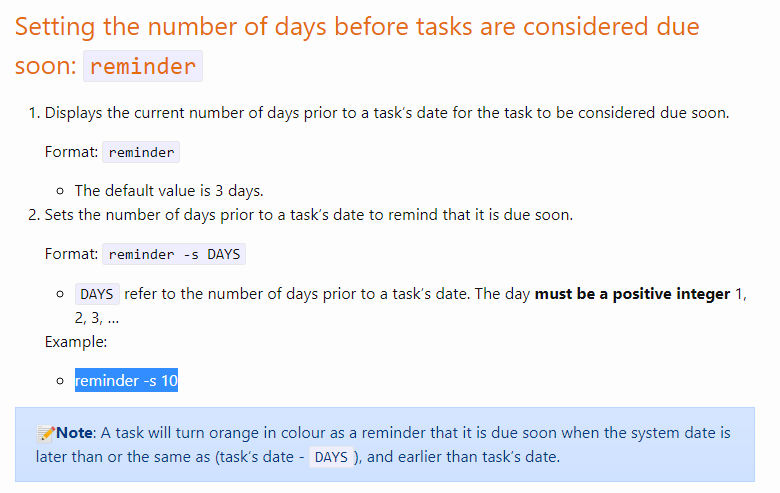 Setting the number of days before tasks are considered due
soon: reminder
1. Displays the current number of days prior to a task's date for the task to be considered due soon.
Format: reminder
○ The default value is 3 days.
2. Sets the number of days prior to a task's date to remind that it is due soon.
Format: reminder -s DAYS
○ DAYS refer to the number of days prior to a task's date. The day must be a positive integer 1,
2, 3, …
Example:
○ reminder -s 10
📝Note: A task will turn orange in colour as a reminder that it is due soon when the system date is
later than or the same as (task's date - DAYS ), and earlier than task's date.